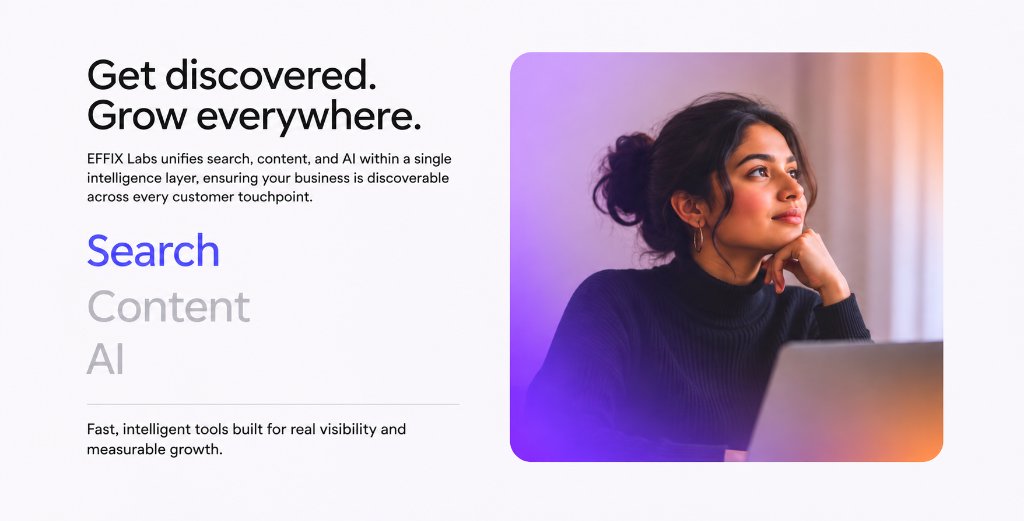 Get discovered.
Grow everywhere.
EFFIX Labs unifies search, content, and AI within a single
intelligence layer, ensuring your business is discoverable
across every customer touchpoint.
Search
Content
AI
Fast, intelligent tools built for real visibility and
measurable growth.